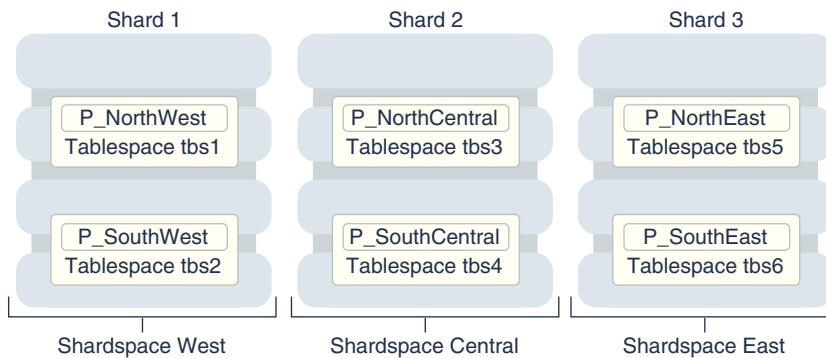 Shard 1
Shard 2
Shard 3
P_NorthWest
Tablespace tbs1
P_NorthCentral
Tablespace tbs3
P_NorthEast
Tablespace tbs5
P_SouthWest
Tablespace tbs2
P_SouthCentral
Tablespace tbs4
P_SouthEast
Tablespace tbs6
Shardspace West
Shardspace Central
Shardspace East